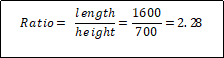 Ratio = length/height = 1600/700 = 2.28